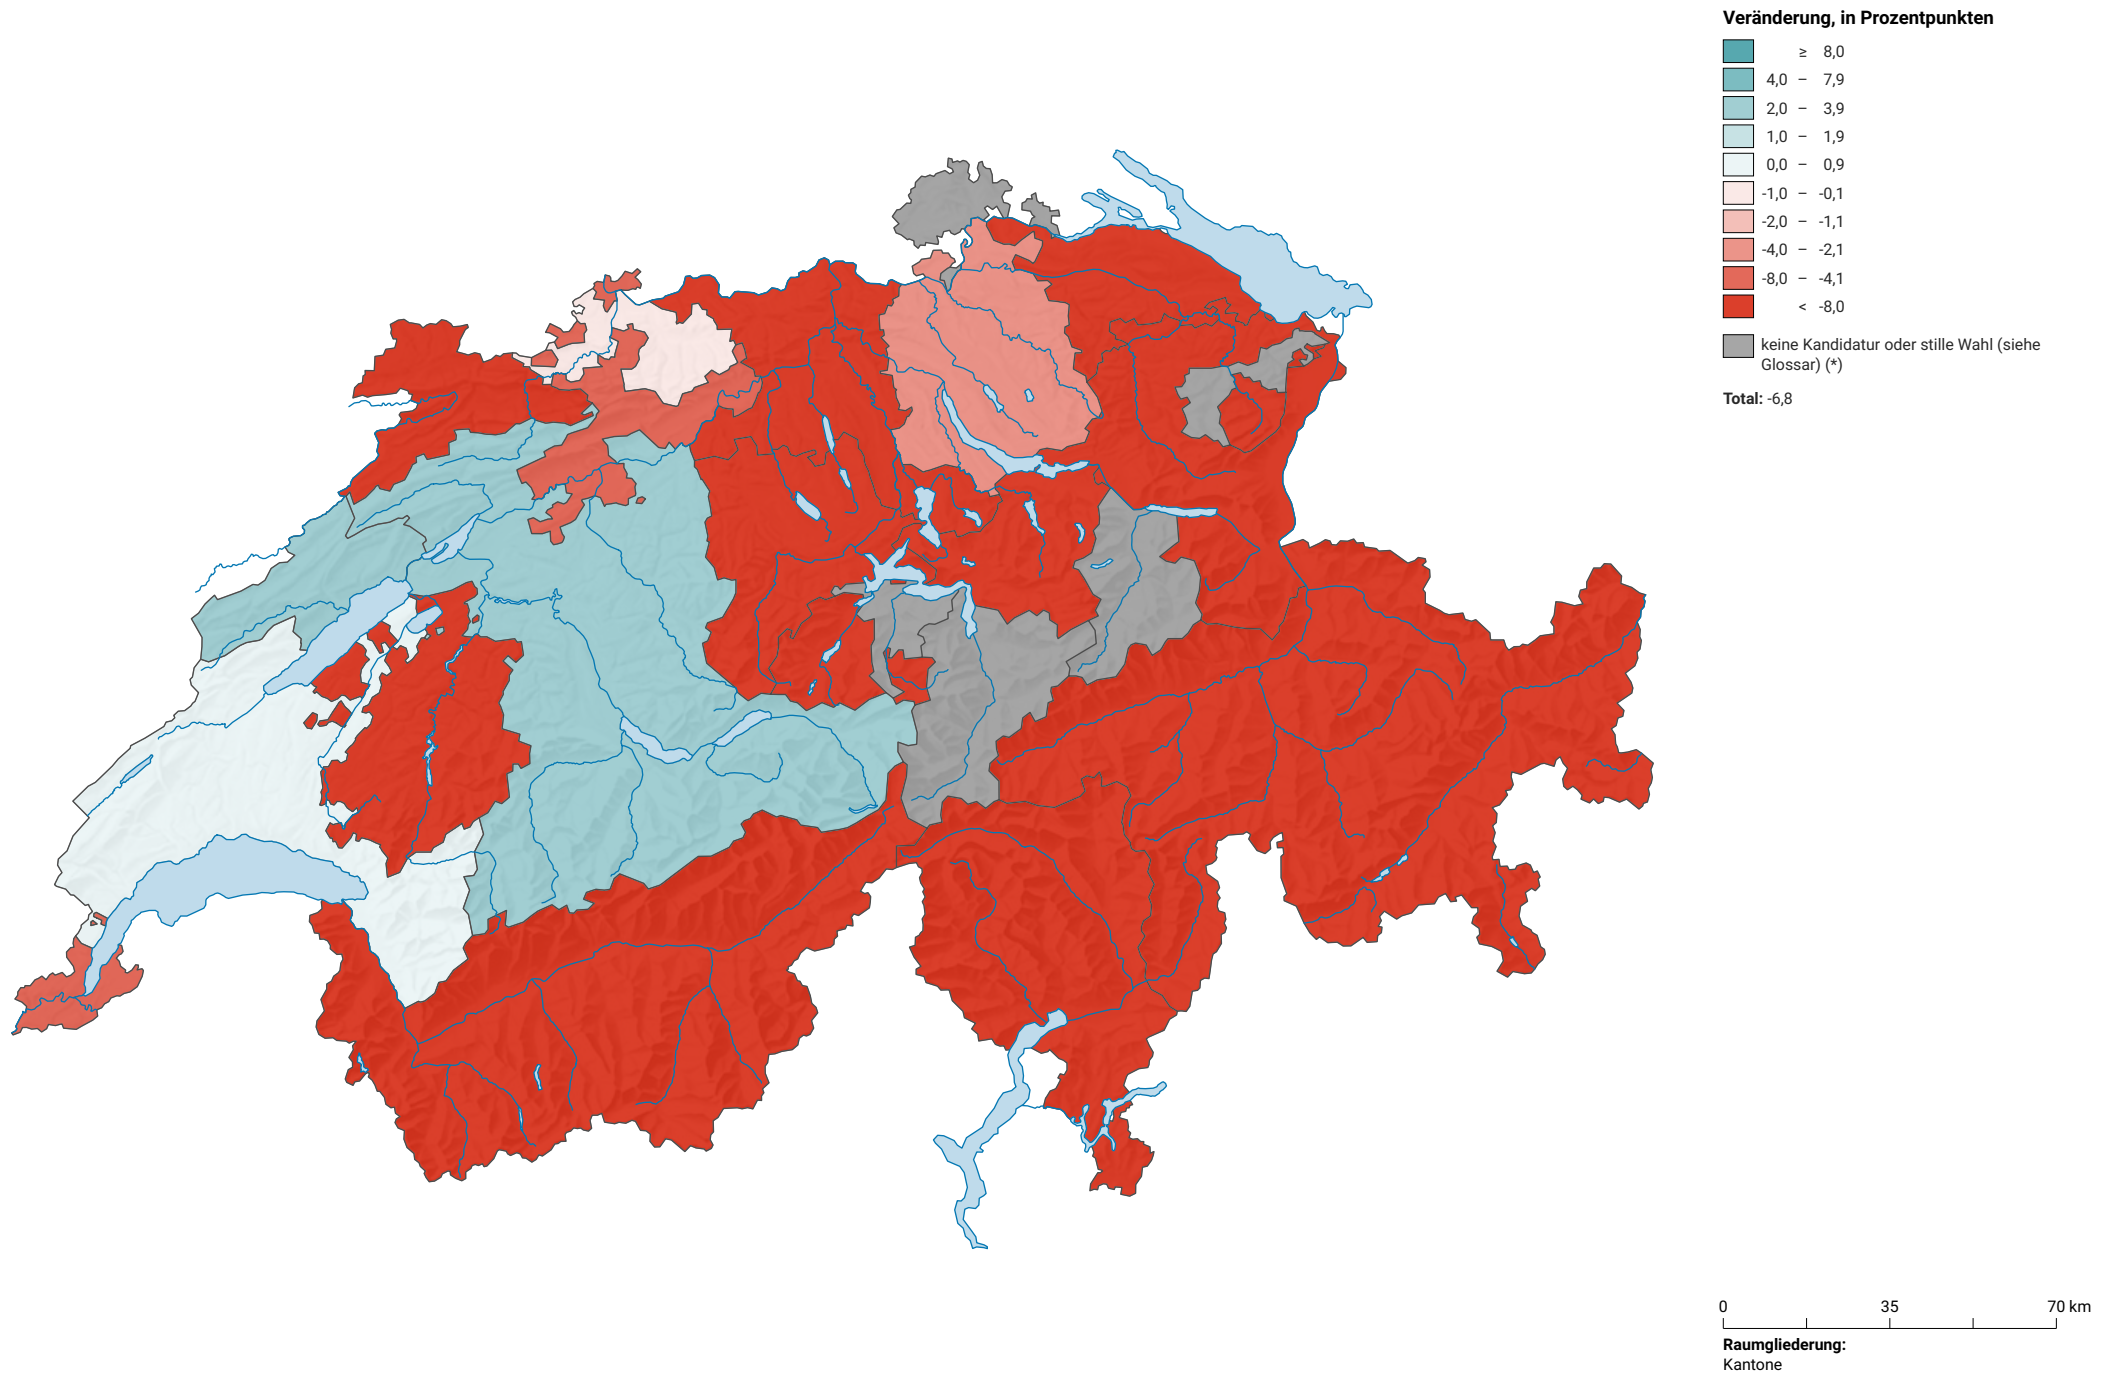 Veränderung, in Prozentpunkten
≥ 8,0
4,0 – 7,9
2,0 – 3,9
1,0 – 1,9
0,0 – 0,9
-1,0 – -0,1
-2,0 – -1,1
-4,0 – -2,1
-8,0 – -4,1
< -8,0
keine Kandidatur oder stille Wahl (siehe
Glossar) (*)
Total: -6,8
0 35 70 km
Raumgliederung:
Kantone